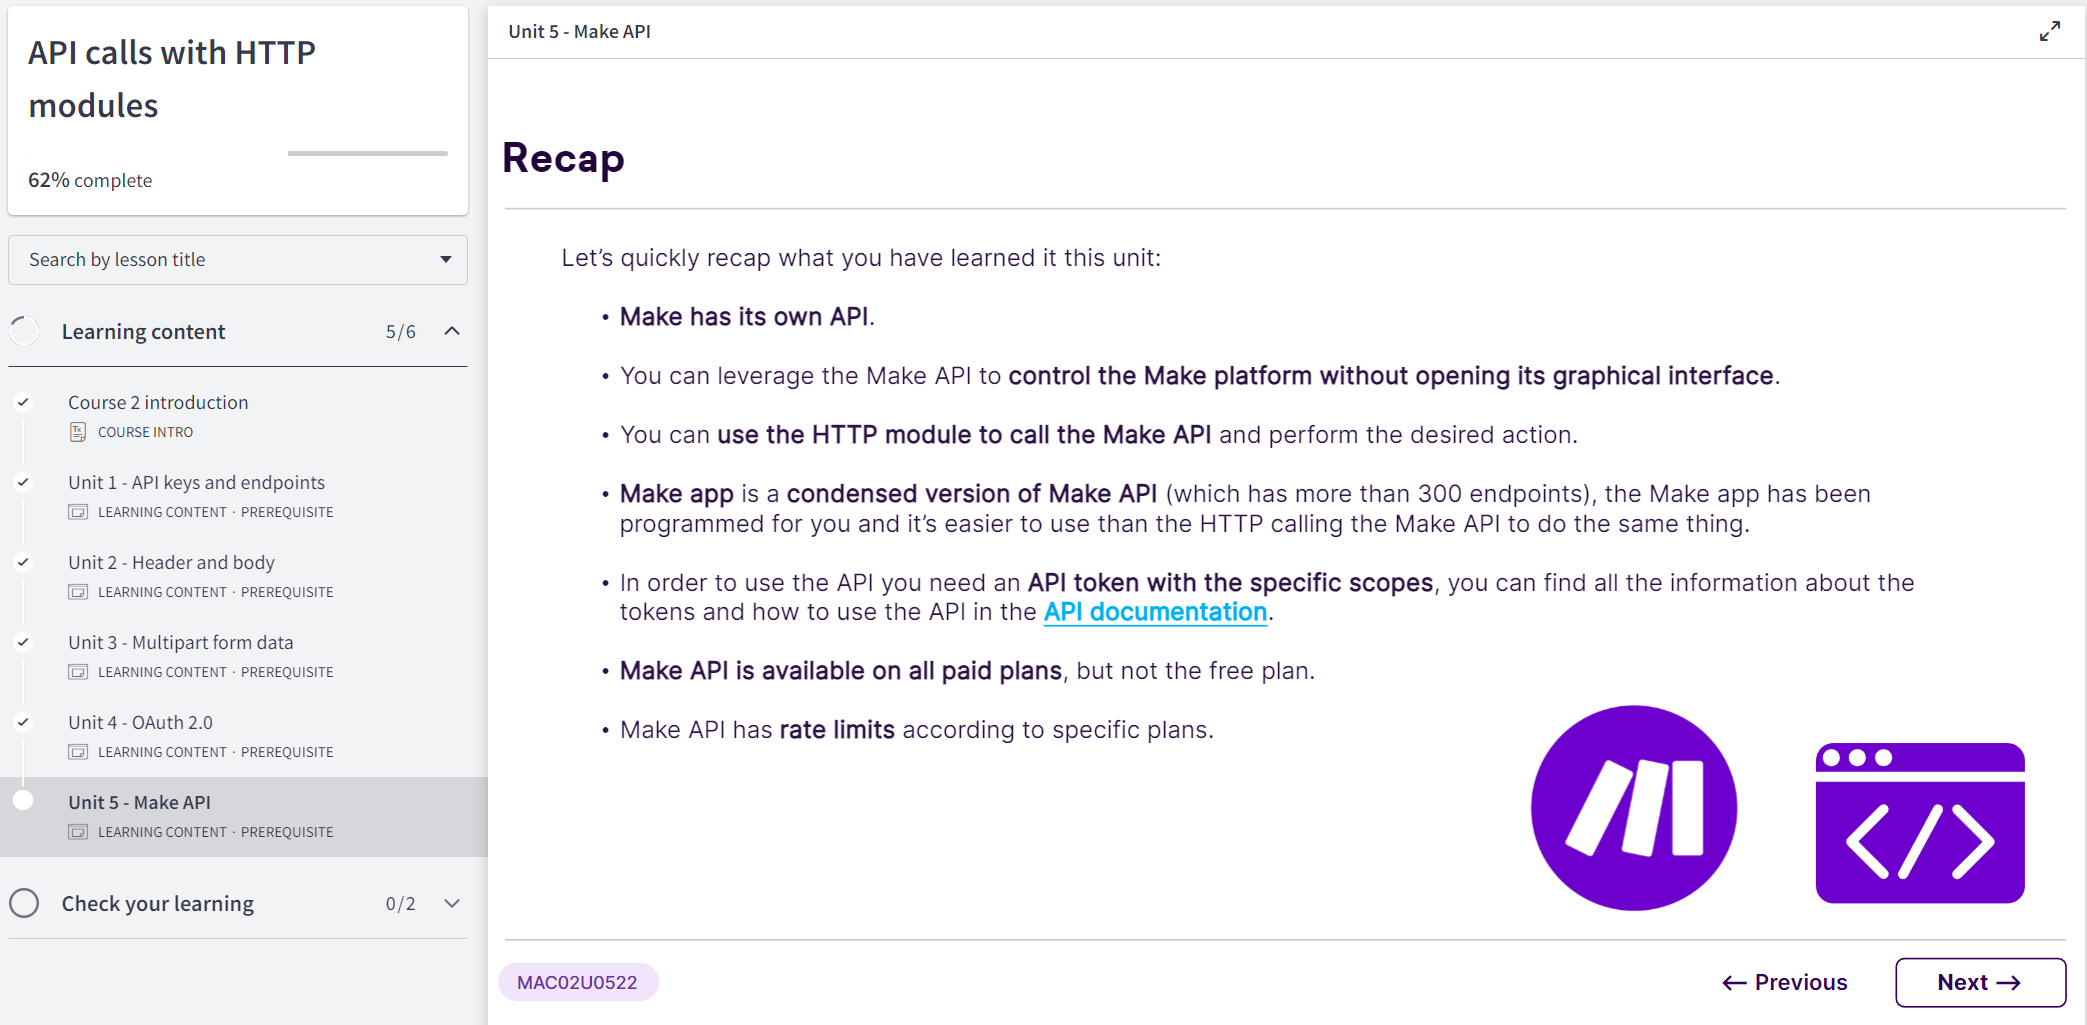 API calls with HTTP
modules
62% complete
Search by lesson title
Learning content 5/6
Course 2 introduction
COURSE INTRO
Unit 1 - API keys and endpoints
LEARNING CONTENT · PREREQUISITE
Unit 2 - Header and body
LEARNING CONTENT · PREREQUISITE
Unit 3 - Multipart form data
LEARNING CONTENT · PREREQUISITE
Unit 4 - OAuth 2.0
LEARNING CONTENT · PREREQUISITE
Unit 5 - Make API
LEARNING CONTENT · PREREQUISITE
Check your learning 0/2
Unit 5 - Make API
Recap
Let’s quickly recap what you have learned it this unit:
• Make has its own API.
• You can leverage the Make API to control the Make platform without opening its graphical interface.
• You can use the HTTP module to call the Make API and perform the desired action.
• Make app is a condensed version of Make API (which has more than 300 endpoints), the Make app has been
programmed for you and it’s easier to use than the HTTP calling the Make API to do the same thing.
• In order to use the API you need an API token with the specific scopes, you can find all the information about the
tokens and how to use the API in the API documentation.
• Make API is available on all paid plans, but not the free plan.
• Make API has rate limits according to specific plans.
</>
MAC02U0522
← Previous
Next →